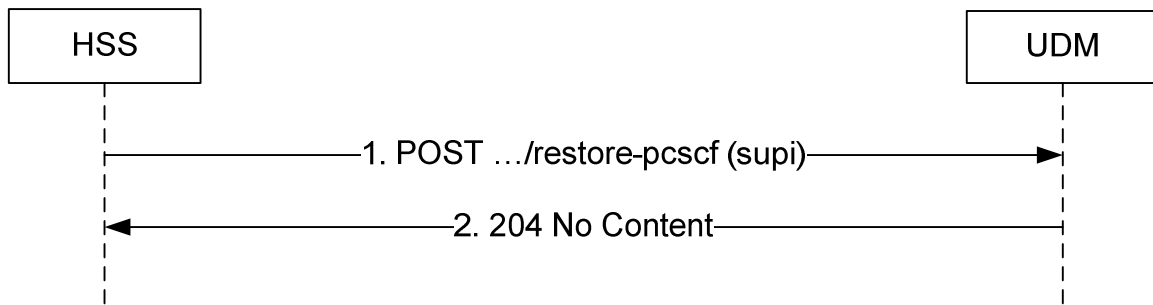 HSS
UDM
1. POST …/restore-pcscf (supi)
2. 204 No Content